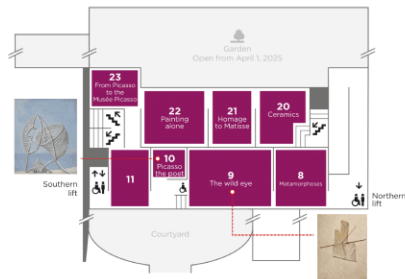 Garden
Open from April 1, 2025
23
From Picasso
to the
Musée Picasso
22
Painting
alone
21
Homage
to Matisse
20
Ceramics
10
Picasso
the poet
11
9
The wild eye
8
Metamorphoses
Southern
lift
Northern
lift
Courtyard